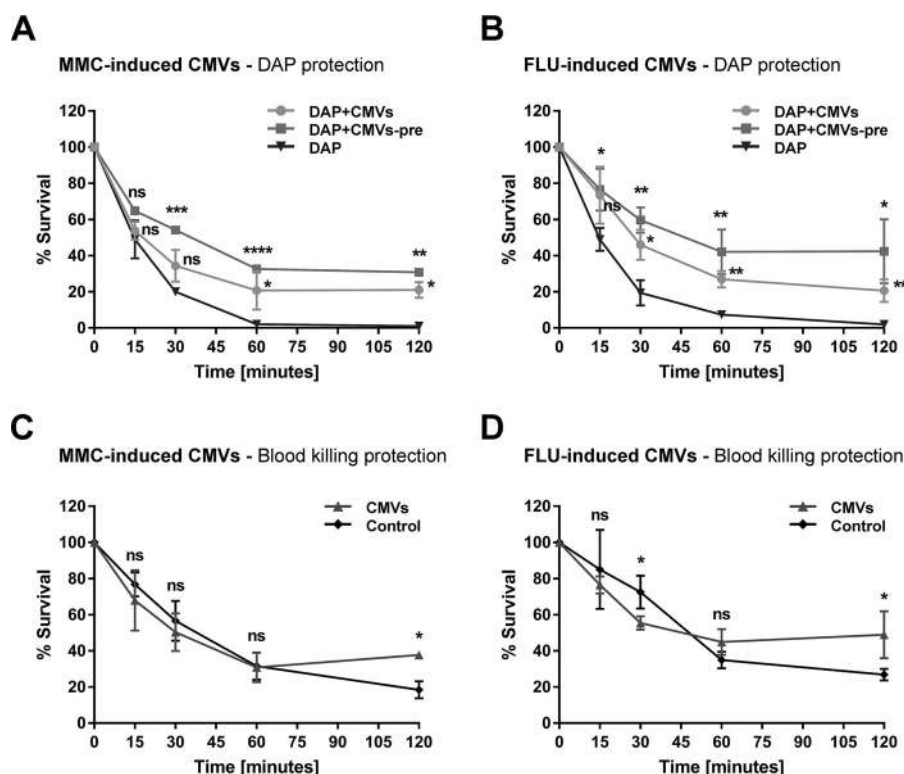 A
MMC-induced CMVs - DAP protection
DAP+CMVs
DAP+CMVs-pre
DAP
% Survival
120
100
80
60
40
20
0
ns
***
****
**
ns
ns
*
*
0 15 30 45 60 75 90 105 120
Time [minutes]
B
FLU-induced CMVs - DAP protection
DAP+CMVs
DAP+CMVs-pre
DAP
% Survival
120
100
80
60
40
20
0
*
**
**
*
ns
*
**
**
0 15 30 45 60 75 90 105 120
Time [minutes]
C
MMC-induced CMVs - Blood killing protection
CMVs
Control
% Survival
120
100
80
60
40
20
0
ns
ns
ns
*
0 15 30 45 60 75 90 105 120
Time [minutes]
D
FLU-induced CMVs - Blood killing protection
CMVs
Control
% Survival
120
100
80
60
40
20
0
ns
*
ns
*
0 15 30 45 60 75 90 105 120
Time [minutes]